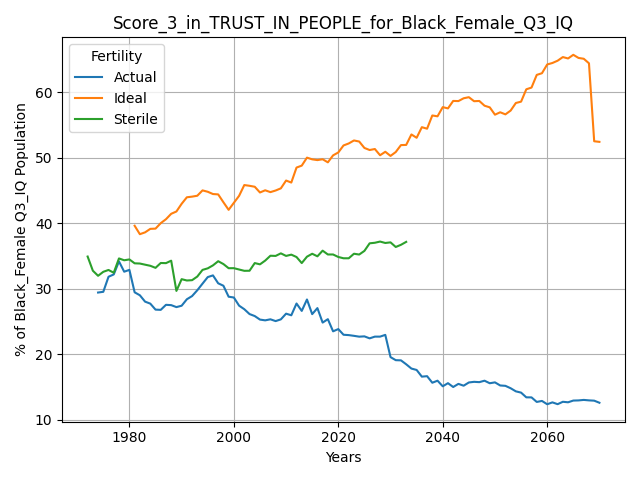 Score_3_in_TRUST_IN_PEOPLE_for_Black_Female_Q3_IQ
Fertility
Actual
Ideal
Sterile
% of Black_Female Q3_IQ Population
60
50
40
30
20
10
1980 2000 2020 2040 2060
Years